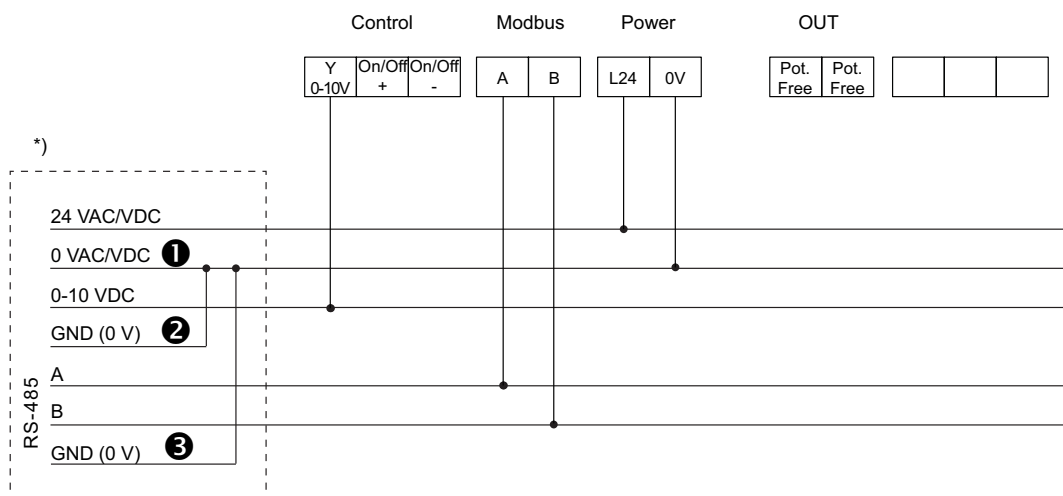 Control Modbus Power OUT
Y On/Off On/Off A B L24 0V Pot. Pot.
0-10V + - Free Free
*)
24 VAC/VDC
0 VAC/VDC ❶
0-10 VDC
GND (0 V) ❷
A
B
GND (0 V) ❸
RS-485